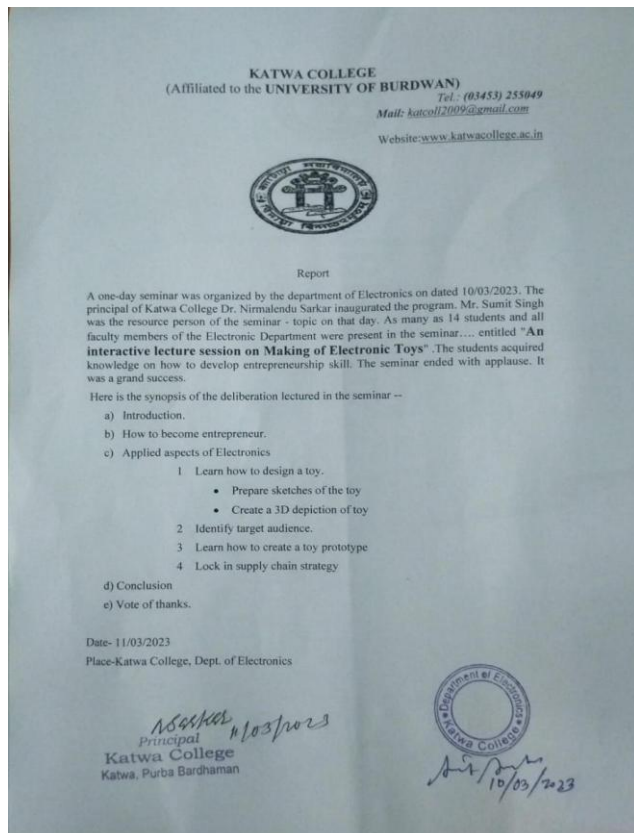 KATWA COLLEGE
(Affiliated to the UNIVERSITY OF BURDWAN)
Tel.: (03453) 255049
Mail: katcoll2009@gmail.com
Website:www.katwacollege.ac.in
Report
A one-day seminar was organized by the department of Electronics on dated 10/03/2023. The
principal of Katwa College Dr. Nirmalendu Sarkar inaugurated the program. Mr. Sumit Singh
was the resource person of the seminar - topic on that day. As many as 14 students and all
faculty members of the Electronic Department were present in the seminar…. entitled "An
interactive lecture session on Making of Electronic Toys" .The students acquired
knowledge on how to develop entrepreneurship skill. The seminar ended with applause. It
was a grand success.
Here is the synopsis of the deliberation lectured in the seminar --
a) Introduction.
b) How to become entrepreneur.
c) Applied aspects of Electronics
1 Learn how to design a toy.
• Prepare sketches of the toy
• Create a 3D depiction of toy
2 Identify target audience.
3 Learn how to create a toy prototype
4 Lock in supply chain strategy
d) Conclusion
e) Vote of thanks.
Date- 11/03/2023
Place-Katwa College, Dept. of Electronics
NSarkar 11/03/2023
Principal
Katwa College
Katwa, Purba Bardhaman
Department of Electronics
Katwa College
10/03/2023